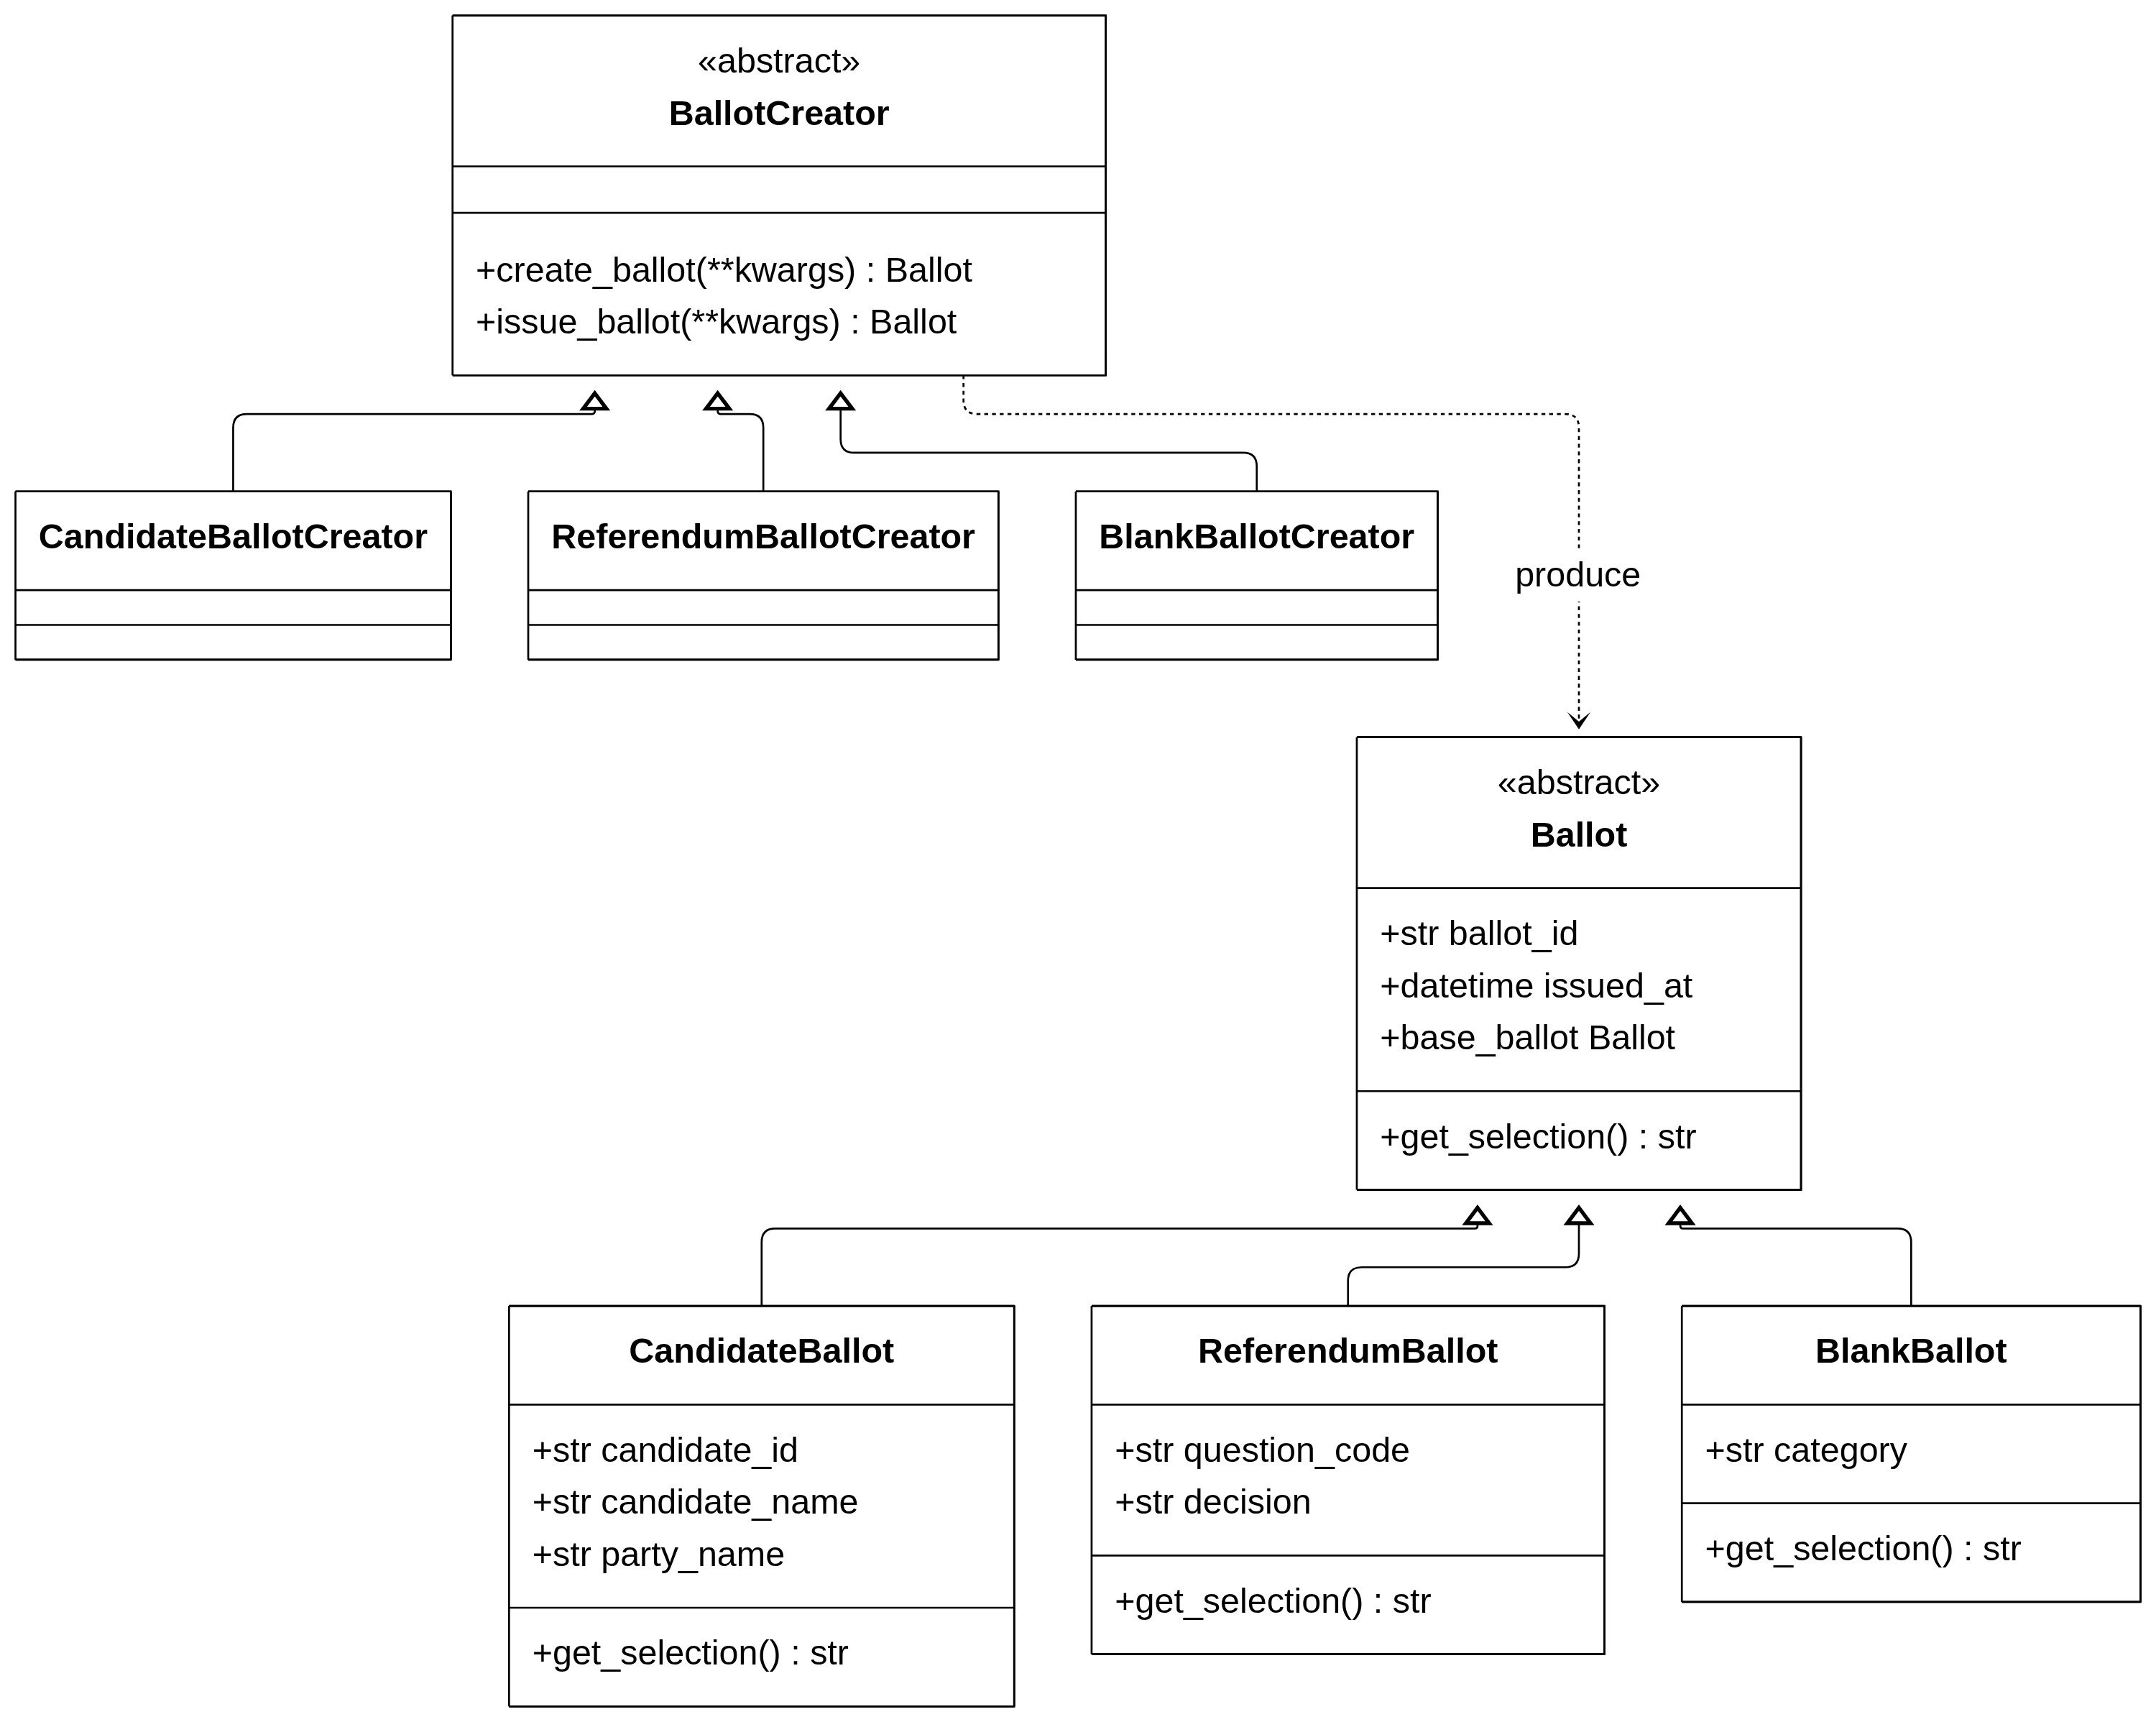 «abstract»
BallotCreator
+create_ballot(**kwargs) : Ballot
+issue_ballot(**kwargs) : Ballot
CandidateBallotCreator
ReferendumBallotCreator
BlankBallotCreator
produce
«abstract»
Ballot
+str ballot_id
+datetime issued_at
+base_ballot Ballot
+get_selection() : str
CandidateBallot
+str candidate_id
+str candidate_name
+str party_name
+get_selection() : str
ReferendumBallot
+str question_code
+str decision
+get_selection() : str
BlankBallot
+str category
+get_selection() : str